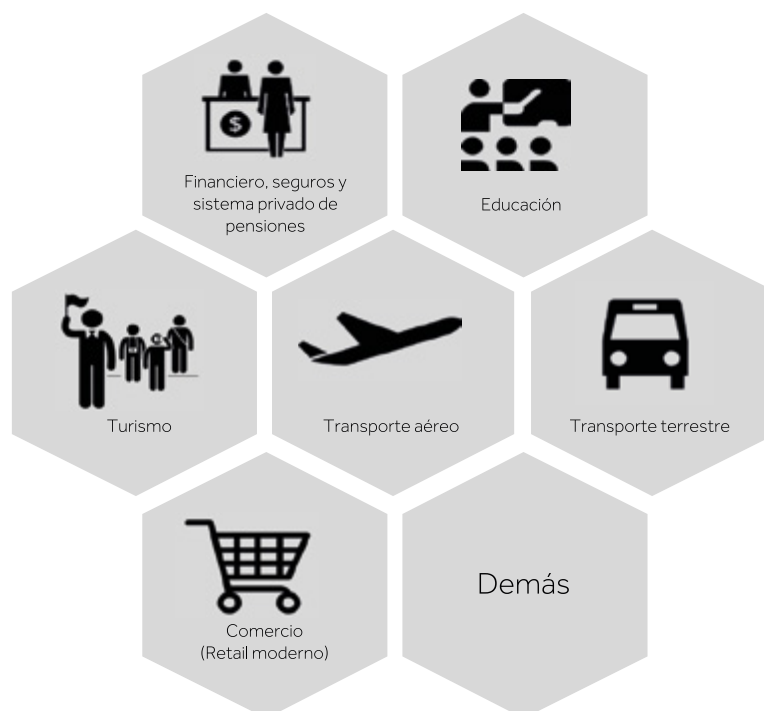 $
Financiero, seguros y
sistema privado de
pensiones
Educación
Turismo
Transporte aéreo
Transporte terrestre
Comercio
(Retail moderno)
Demás